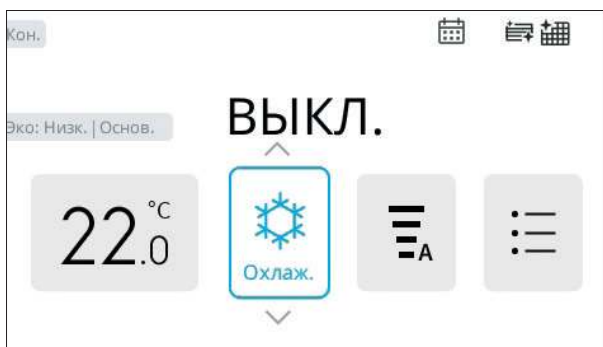 Кон.
ВЫКЛ.
Эко: Низк. | Основ.
22.0 °C
Охлаж.
A